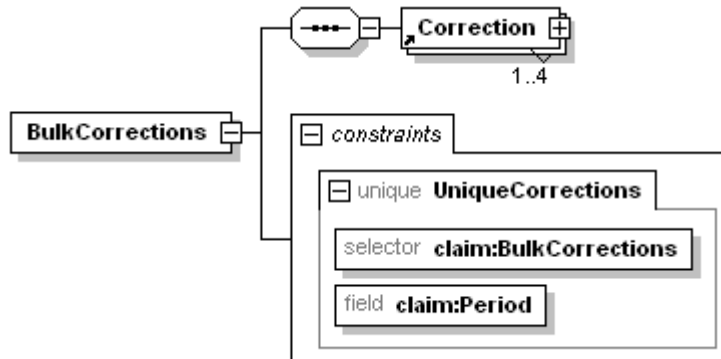 Correction
1..4
BulkCorrections
constraints
unique UniqueCorrections
selector claim:BulkCorrections
field claim:Period